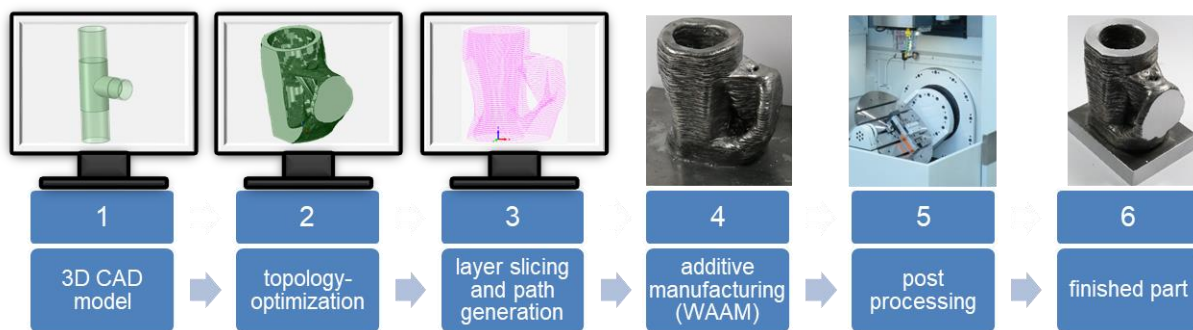 1
2
3
4
5
6
3D CAD
model
topology-
optimization
layer slicing
and path
generation
additive
manufacturing
(WAAM)
post
processing
finished part